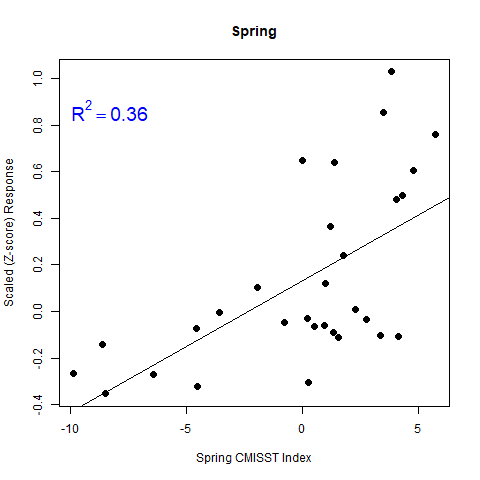 Spring
R2 = 0.36
Scaled (Z-score) Response
1.0
0.8
0.6
0.4
0.2
0.0
-0.2
-0.4
-10 -5 0 5
Spring CMISST Index